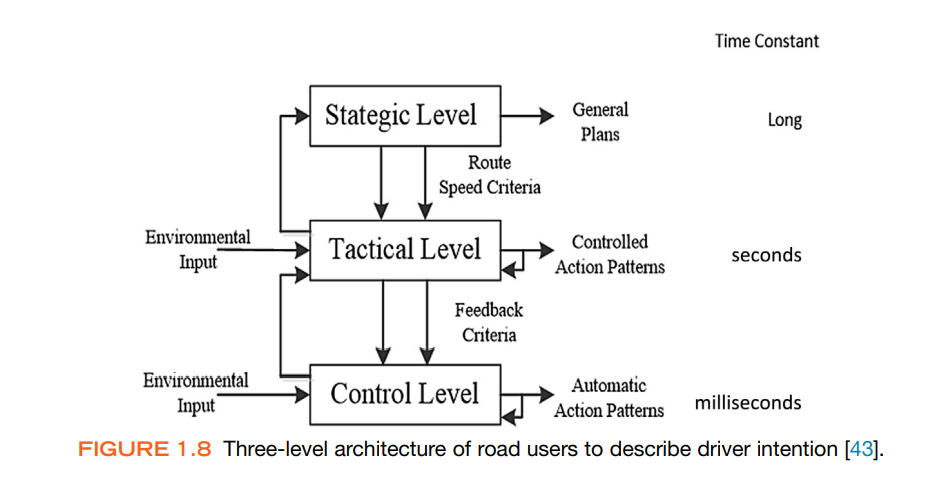 Time Constant
Stategic Level
General
Plans
Long
Route
Speed Criteria
Environmental
Input
Tactical Level
Controlled
Action Patterns
seconds
Feedback
Criteria
Environmental
Input
Control Level
Automatic
Action Patterns
milliseconds
FIGURE 1.8 Three-level architecture of road users to describe driver intention [43].